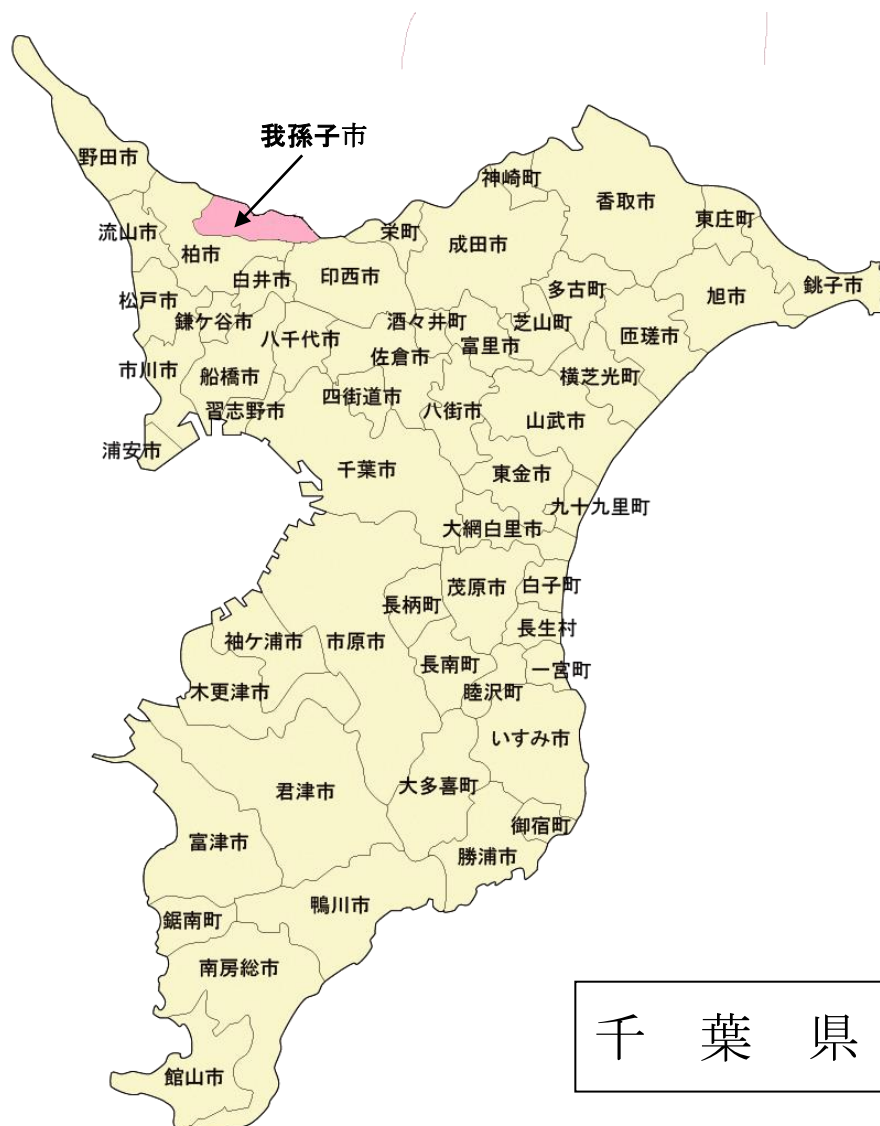 我孫子市
野田市
神崎町
香取市
東庄町
流山市
栄町
成田市
柏市
白井市
印西市
多古町
旭市
銚子市
松戸市
鎌ケ谷市
酒々井町
芝山町
八千代市
富里市
匝瑳市
佐倉市
市川市
船橋市
横芝光町
四街道市
習志野市
八街市
山武市
浦安市
千葉市
東金市
九十九里町
大網白里市
茂原市
白子町
長柄町
長生村
袖ケ浦市
市原市
長南町
一宮町
木更津市
睦沢町
いすみ市
君津市
大多喜町
御宿町
富津市
勝浦市
鴨川市
鋸南町
南房総市
千 葉 県
館山市